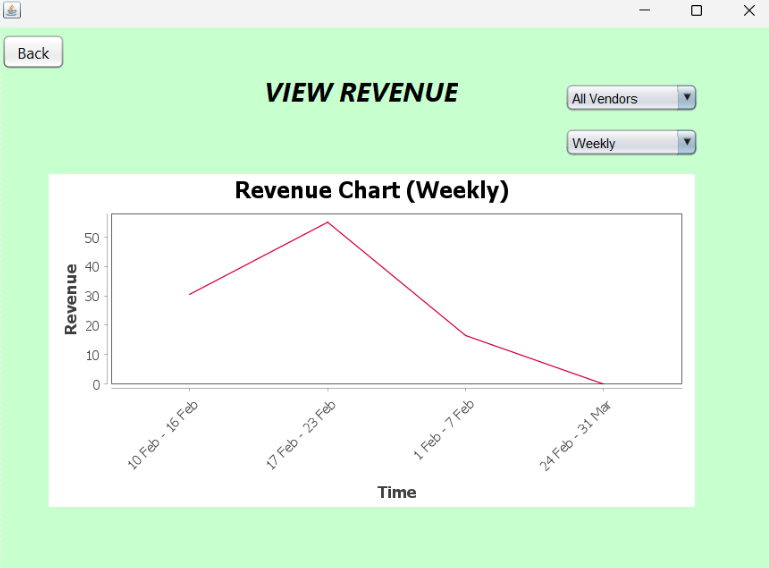 Back
VIEW REVENUE
All Vendors
Weekly
Revenue Chart (Weekly)
Revenue
50
40
30
20
10
0
10 Feb - 16 Feb
17 Feb - 23 Feb
1 Feb - 7 Feb
24 Feb - 31 Mar
Time